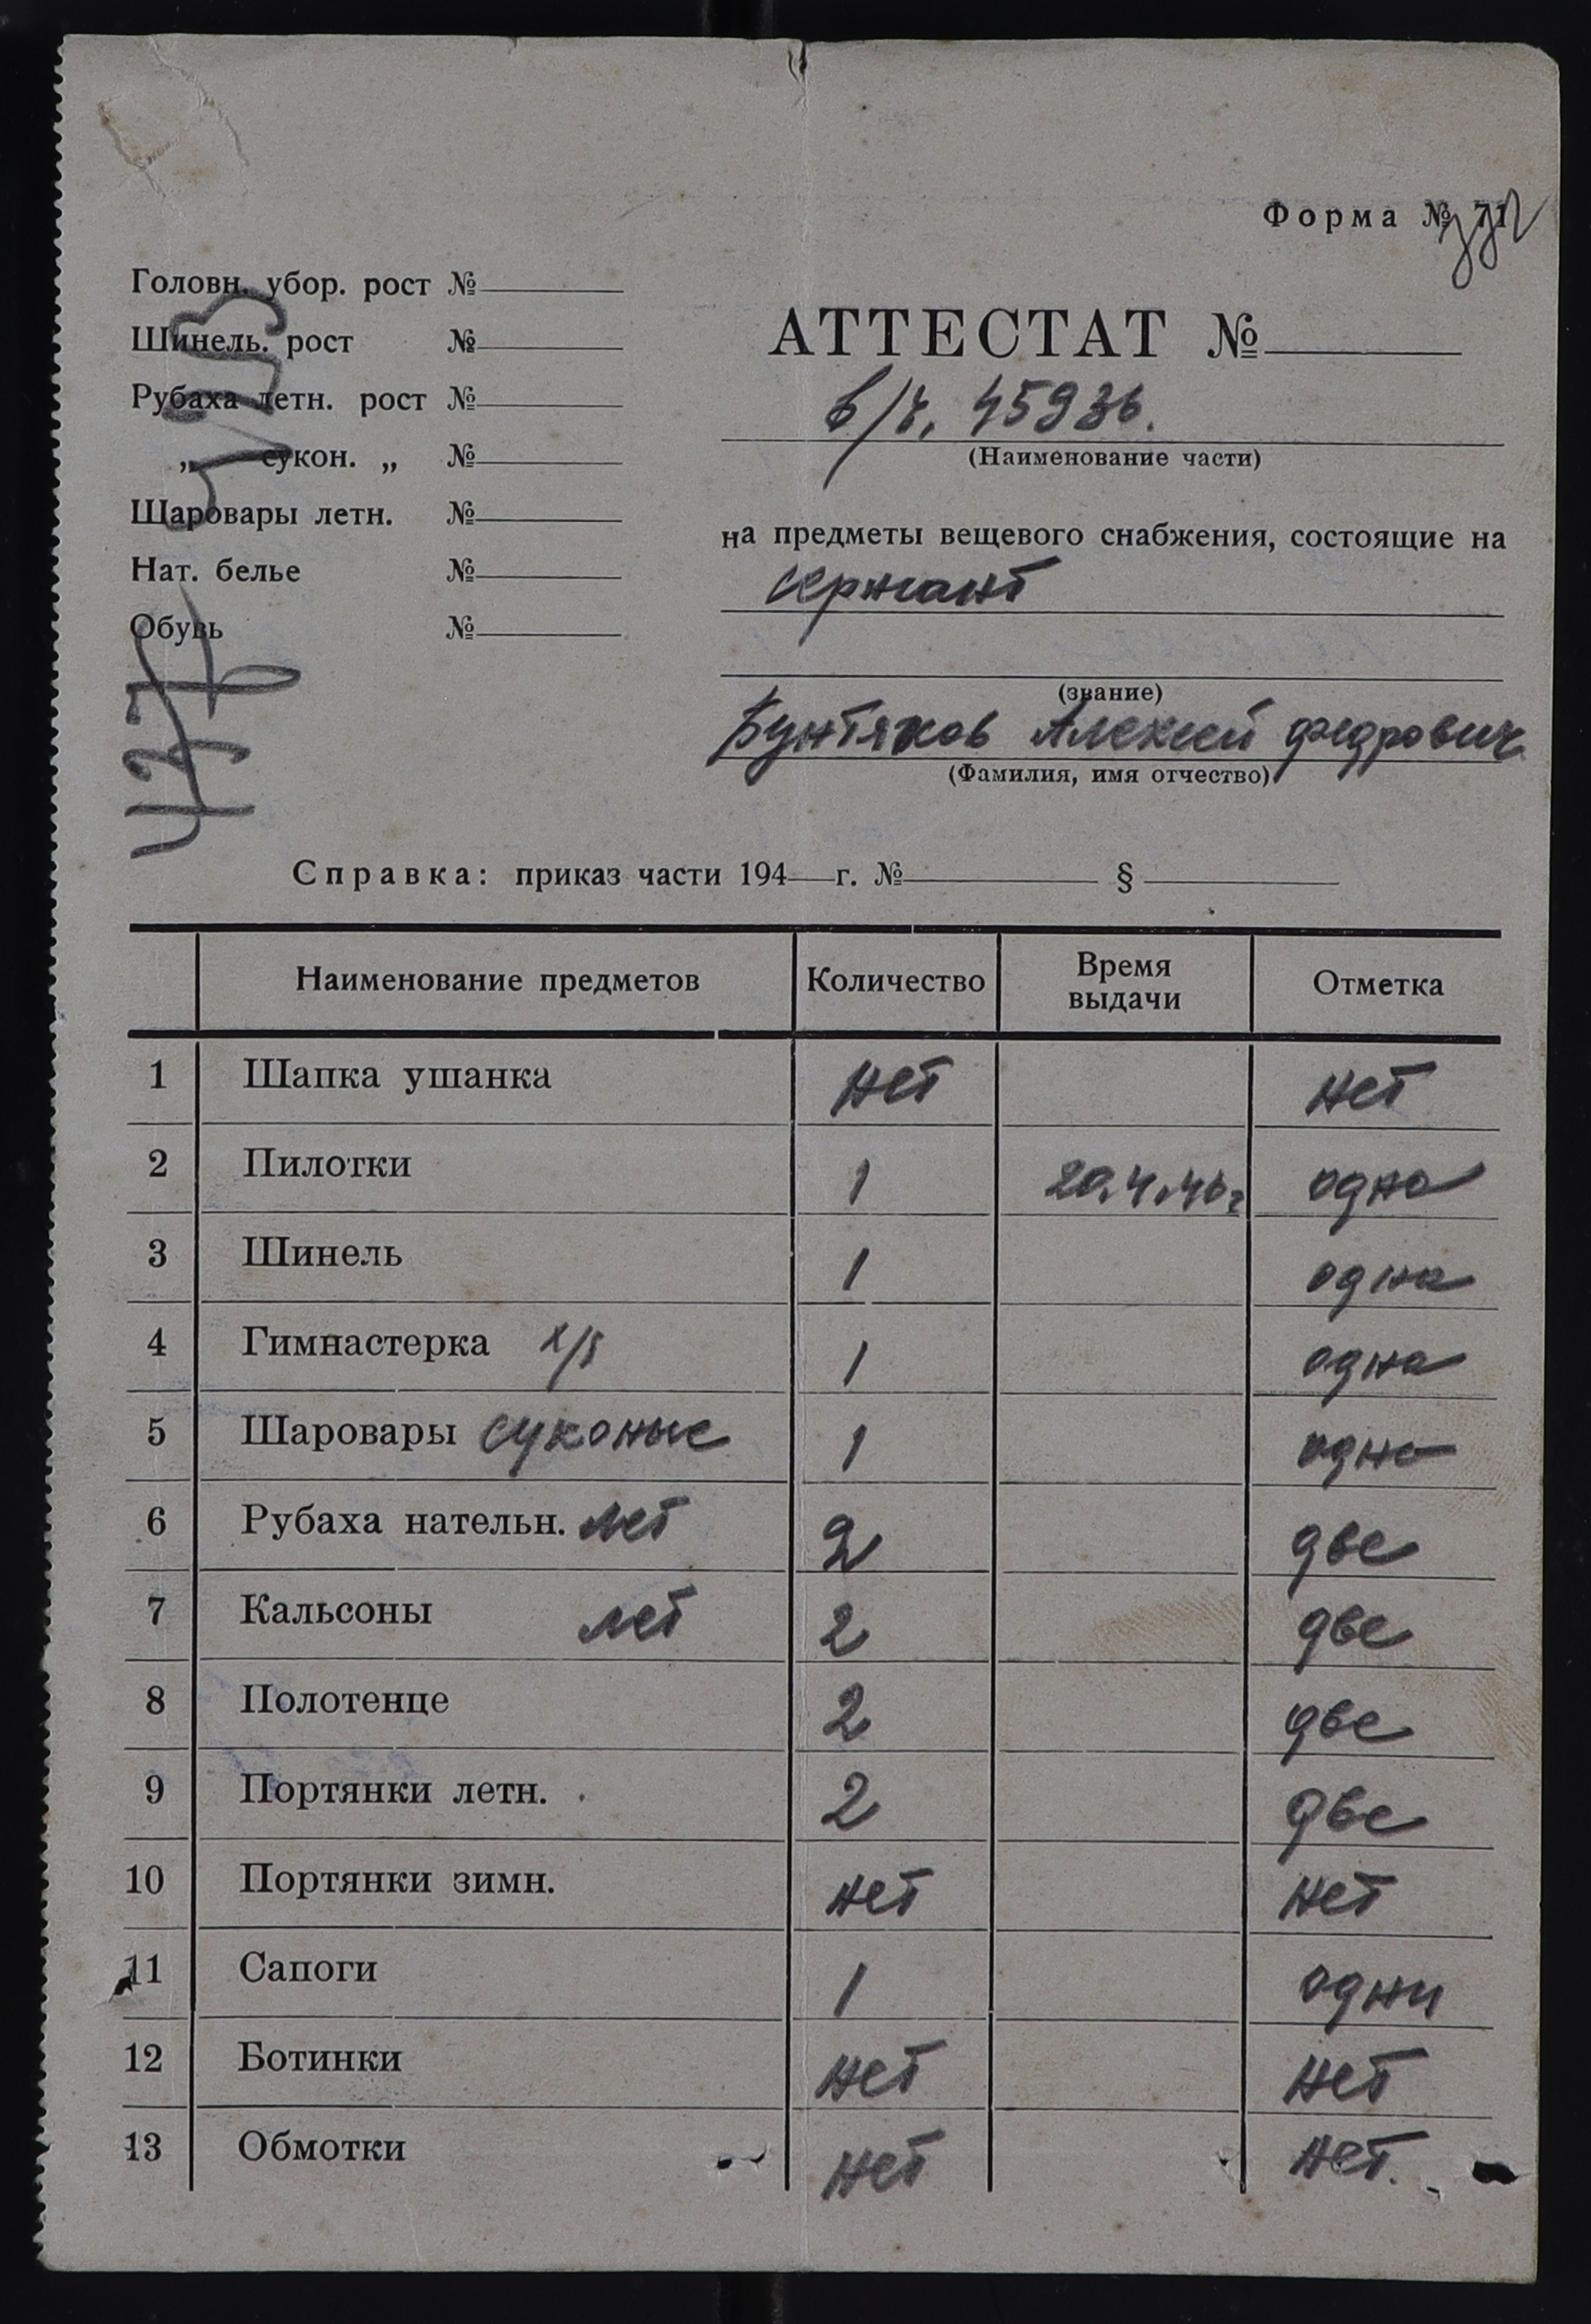 Форма № 71
Головн. убор. рост №
Шинель. рост №
Рубаха летн. рост №
„ сукон. „ №
Шаровары летн. №
Нат. белье №
Обувь №
АТТЕСТАТ №
в/ч. 45936.
(Наименование части)
на предметы вещевого снабжения, состоящие на
сержант
(звание)
Бунтяков Алексей Федрович
(Фамилия, имя отчество)
Справка: приказ части 194 г. № §
Наименование предметов Количество Время выдачи Отметка
1 Шапка ушанка нет нет
2 Пилотки 1 20.4.46г одна
3 Шинель 1 одна
4 Гимнастерка х/б 1 одна
5 Шаровары суконые 1 одне
6 Рубаха нательн. лет 2 две
7 Кальсоны лет 2 две
8 Полотенце 2 две
9 Портянки летн. 2 две
10 Портянки зимн. нет нет
11 Сапоги 1 одни
12 Ботинки нет нет
13 Обмотки нет нет.